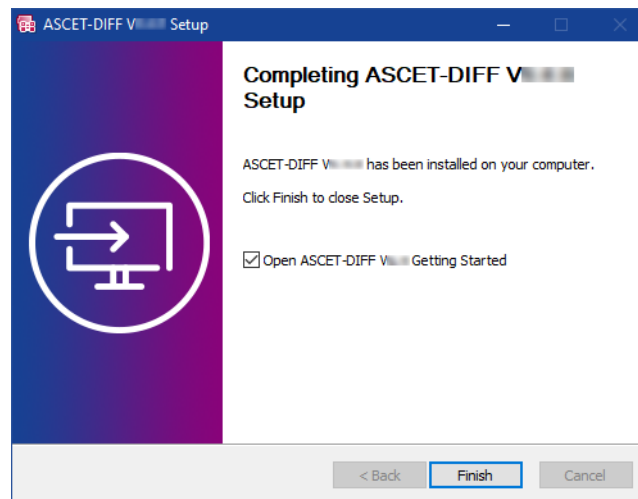 ASCET-DIFF V Setup
Completing ASCET-DIFF V
Setup
ASCET-DIFF V has been installed on your computer.
Click Finish to close Setup.
Open ASCET-DIFF V Getting Started
< Back Finish Cancel